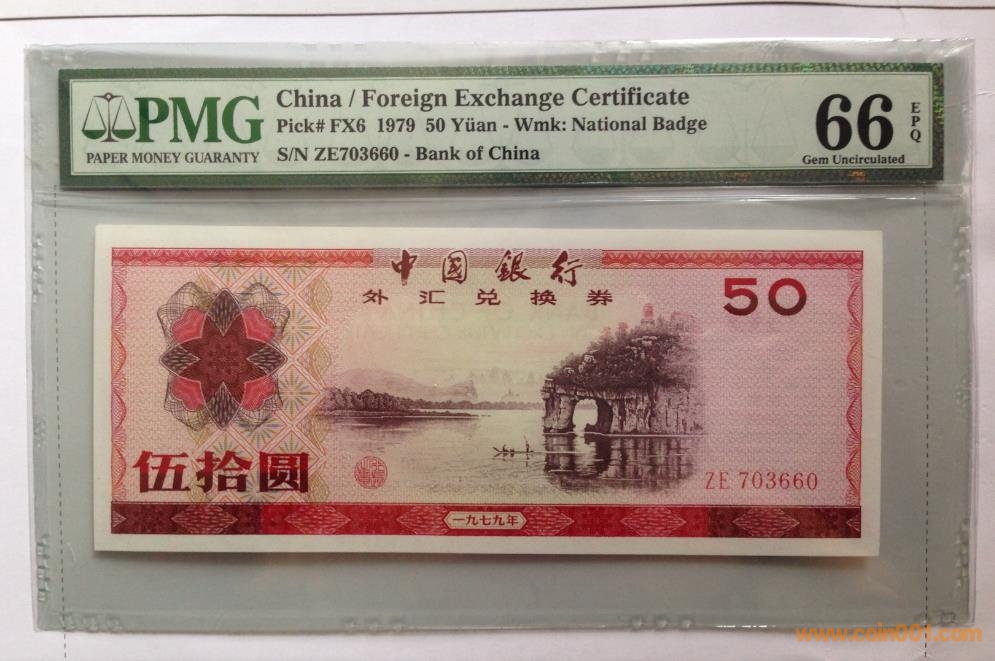 PMG
PAPER MONEY GUARANTY
China / Foreign Exchange Certificate
Pick# FX6 1979 50 Yüan - Wmk: National Badge
S/N ZE703660 - Bank of China
66
EPQ
Gem Uncirculated
中国銀行
外汇兑换券
50
伍拾圆
ZE 703660
一九七九年
www.coin001.com